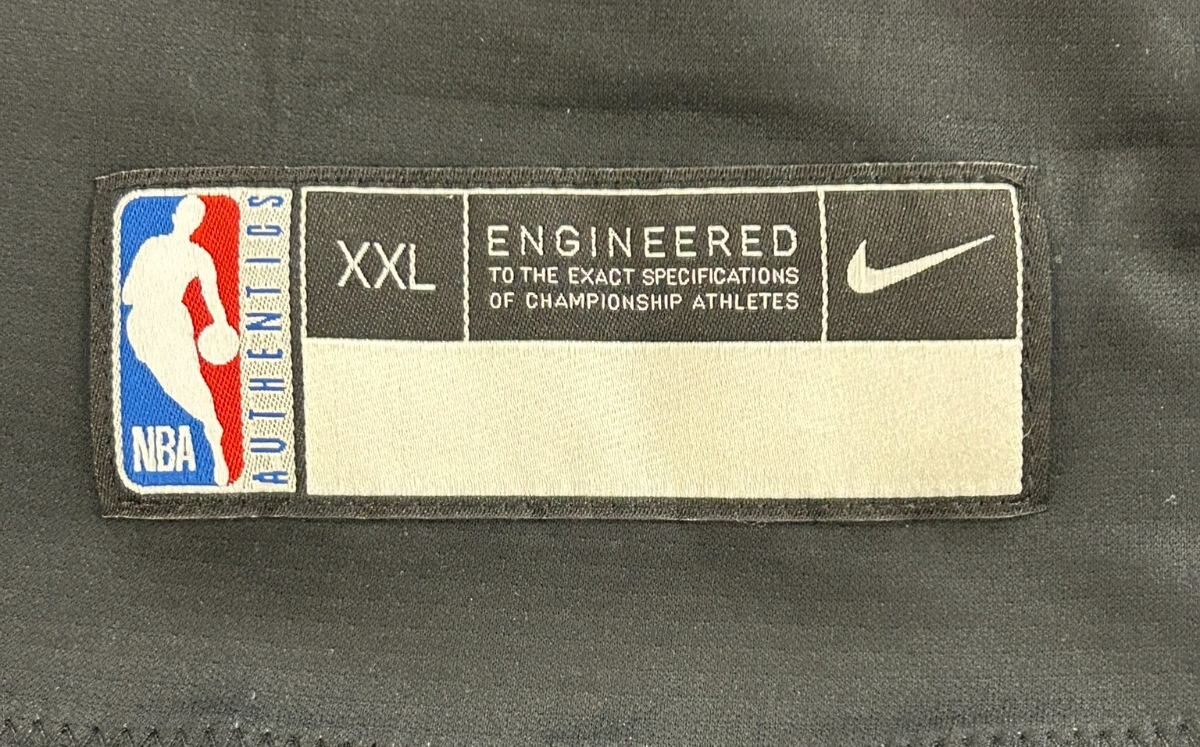 NBA
AUTHENTICS
XXL
ENGINEERED
TO THE EXACT SPECIFICATIONS
OF CHAMPIONSHIP ATHLETES